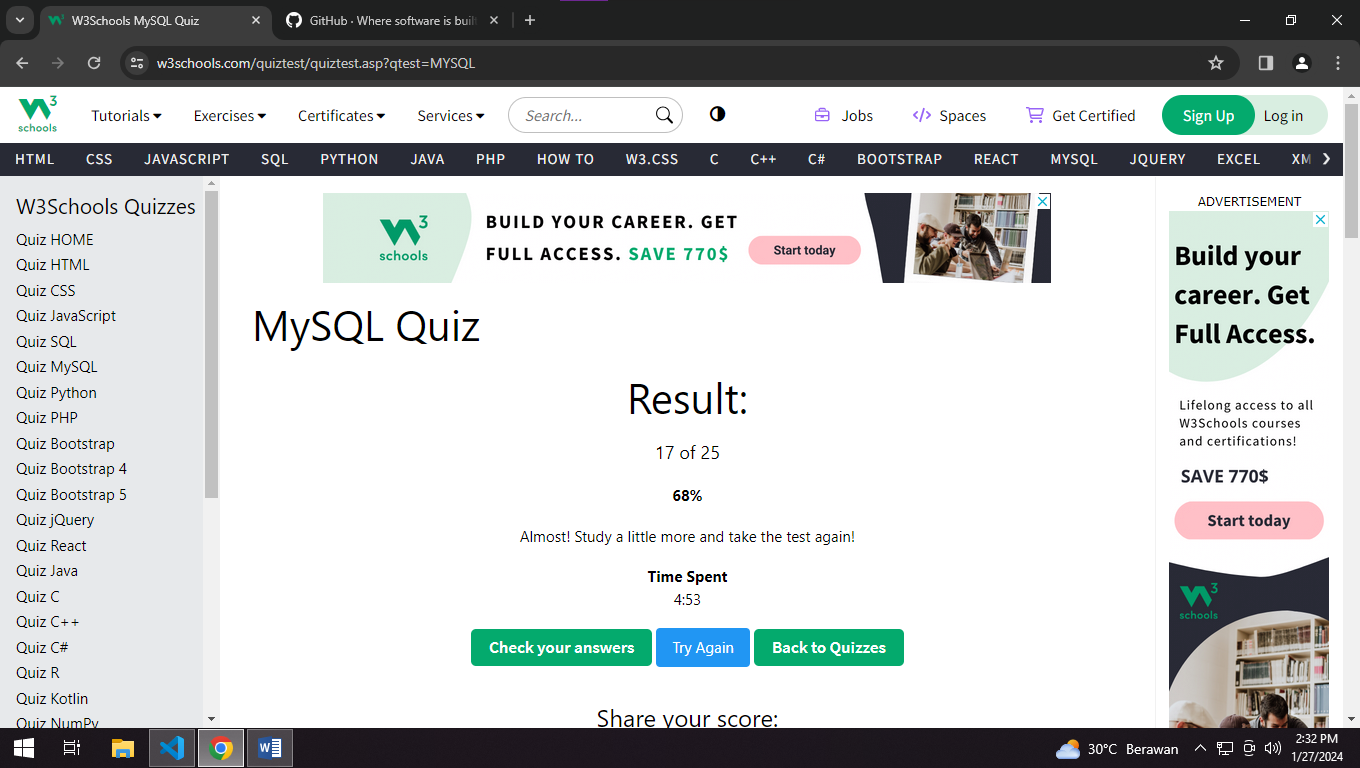 W3Schools MySQL Quiz
GitHub · Where software is buil
w3schools.com/quiztest/quiztest.asp?qtest=MYSQL
W3 schools
Tutorials
Exercises
Certificates
Services
Search...
Jobs
Spaces
Get Certified
Sign Up
Log in
HTML CSS JAVASCRIPT SQL PYTHON JAVA PHP HOW TO W3.CSS C C++ C# BOOTSTRAP REACT MYSQL JQUERY EXCEL XM
W3Schools Quizzes
Quiz HOME
Quiz HTML
Quiz CSS
Quiz JavaScript
Quiz SQL
Quiz MySQL
Quiz Python
Quiz PHP
Quiz Bootstrap
Quiz Bootstrap 4
Quiz Bootstrap 5
Quiz jQuery
Quiz React
Quiz Java
Quiz C
Quiz C++
Quiz C#
Quiz R
Quiz Kotlin
Quiz NumPy
W3 schools
BUILD YOUR CAREER. GET
FULL ACCESS. SAVE 770$
Start today
MySQL Quiz
Result:
17 of 25
68%
Almost! Study a little more and take the test again!
Time Spent
4:53
Check your answers
Try Again
Back to Quizzes
Share your score:
ADVERTISEMENT
Build your
career. Get
Full Access.
Lifelong access to all
W3Schools courses
and certifications!
SAVE 770$
Start today
W3 schools
30°C Berawan
2:32 PM
1/27/2024